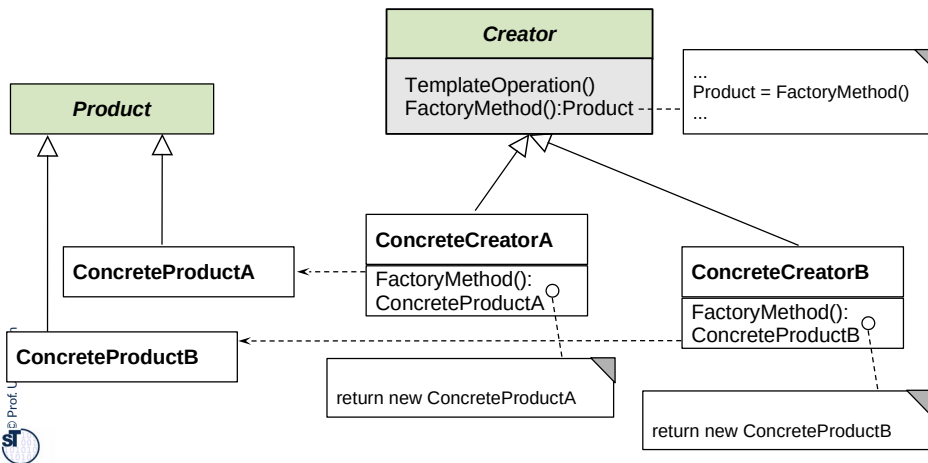 Creator
TemplateOperation()
FactoryMethod():Product
...
Product = FactoryMethod()
...
Product
ConcreteCreatorA
FactoryMethod():
ConcreteProductA
ConcreteCreatorB
FactoryMethod():
ConcreteProductB
ConcreteProductA
ConcreteProductB
return new ConcreteProductA
return new ConcreteProductB
© Prof. U
ST